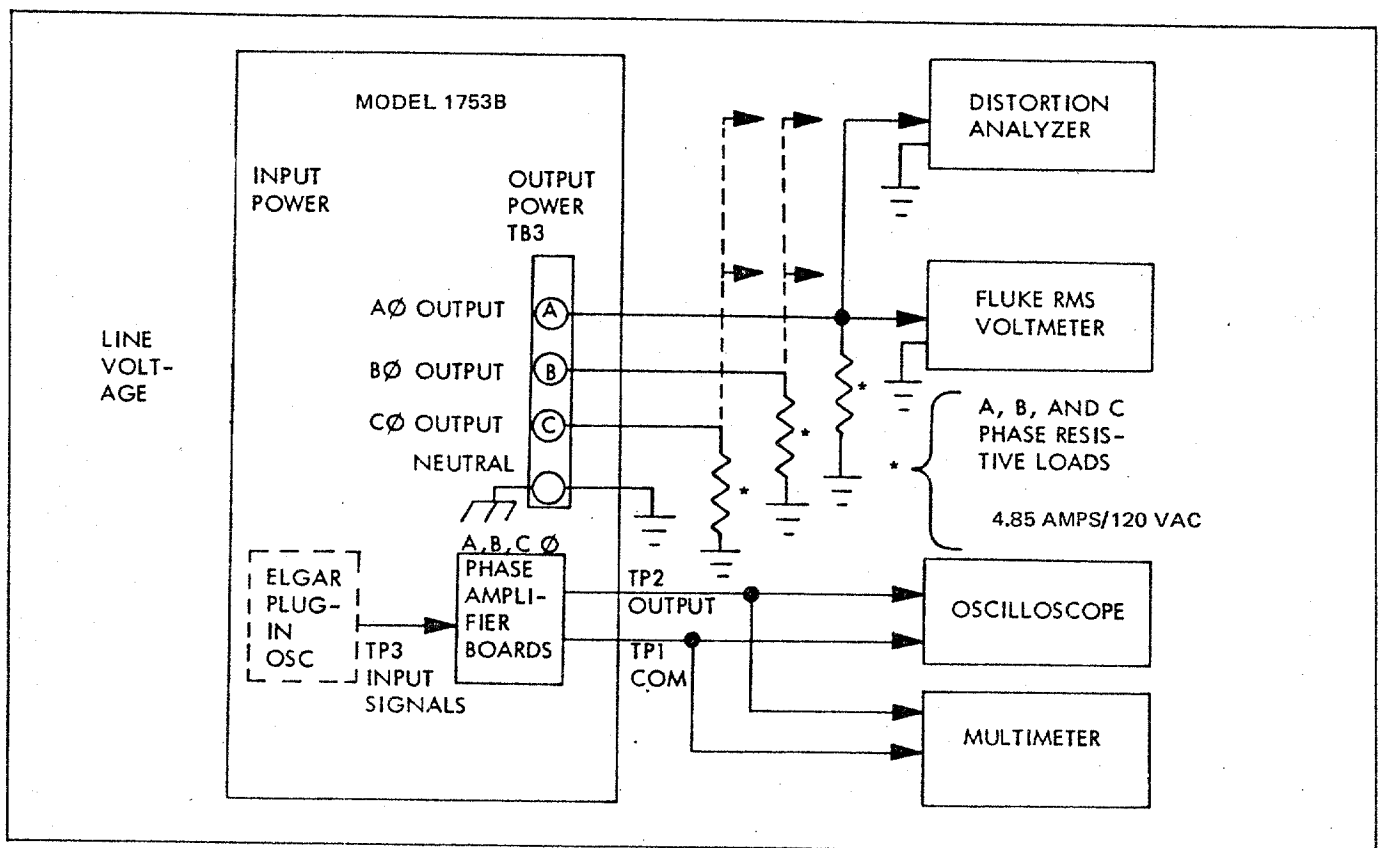 MODEL 1753B
INPUT
POWER
OUTPUT
POWER
TB3
AØ OUTPUT
A
BØ OUTPUT
B
CØ OUTPUT
C
NEUTRAL
LINE
VOLT-
AGE
A,B,C Ø
PHASE
AMPLI-
FIER
BOARDS
ELGAR
PLUG-
IN
OSC
TP3
INPUT
SIGNALS
TP2
OUTPUT
TP1
COM
DISTORTION
ANALYZER
FLUKE RMS
VOLTMETER
*
*
*
*
A, B, AND C
PHASE RESIS-
TIVE LOADS
4.85 AMPS/120 VAC
OSCILLOSCOPE
MULTIMETER